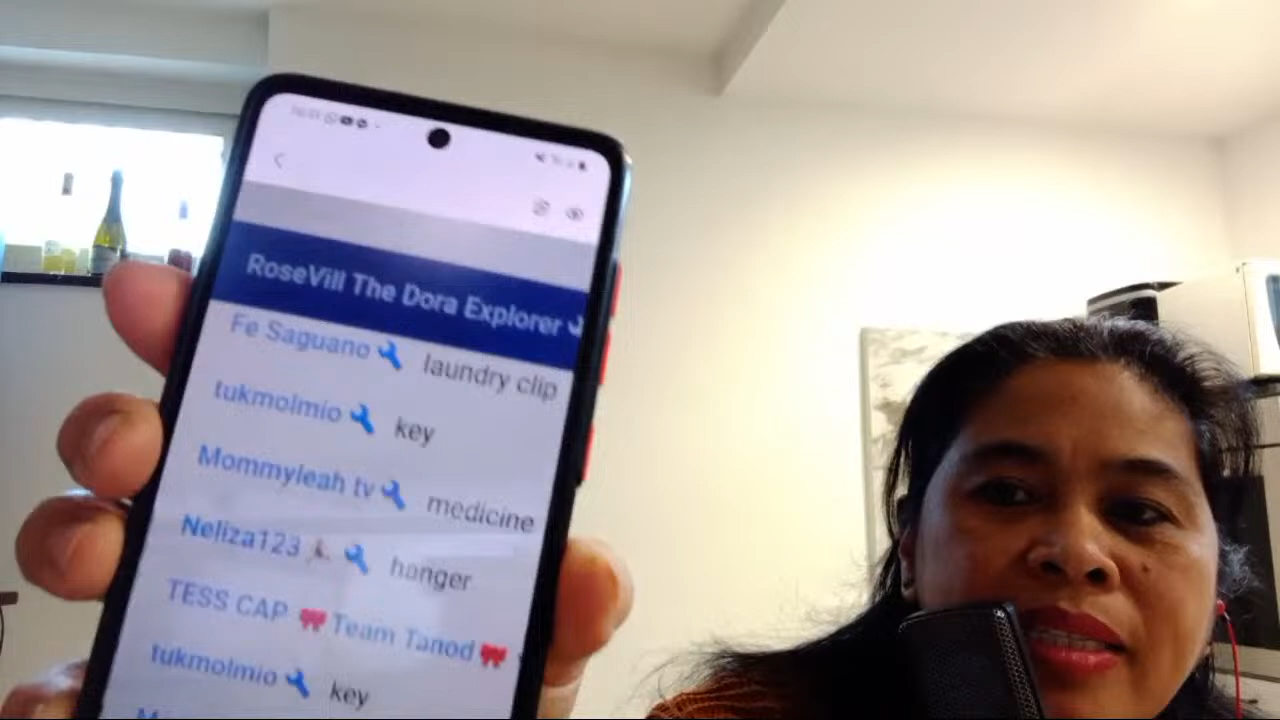 RoseVill The Dora Explorer
Fe Saguano🔧 laundry clip
tukmolmio🔧 key
Mommyleah tv🔧 medicine
Neliza123 🔧 hanger
TESS CAP 🎀Team Tanod🎀
tukmolmio🔧 key